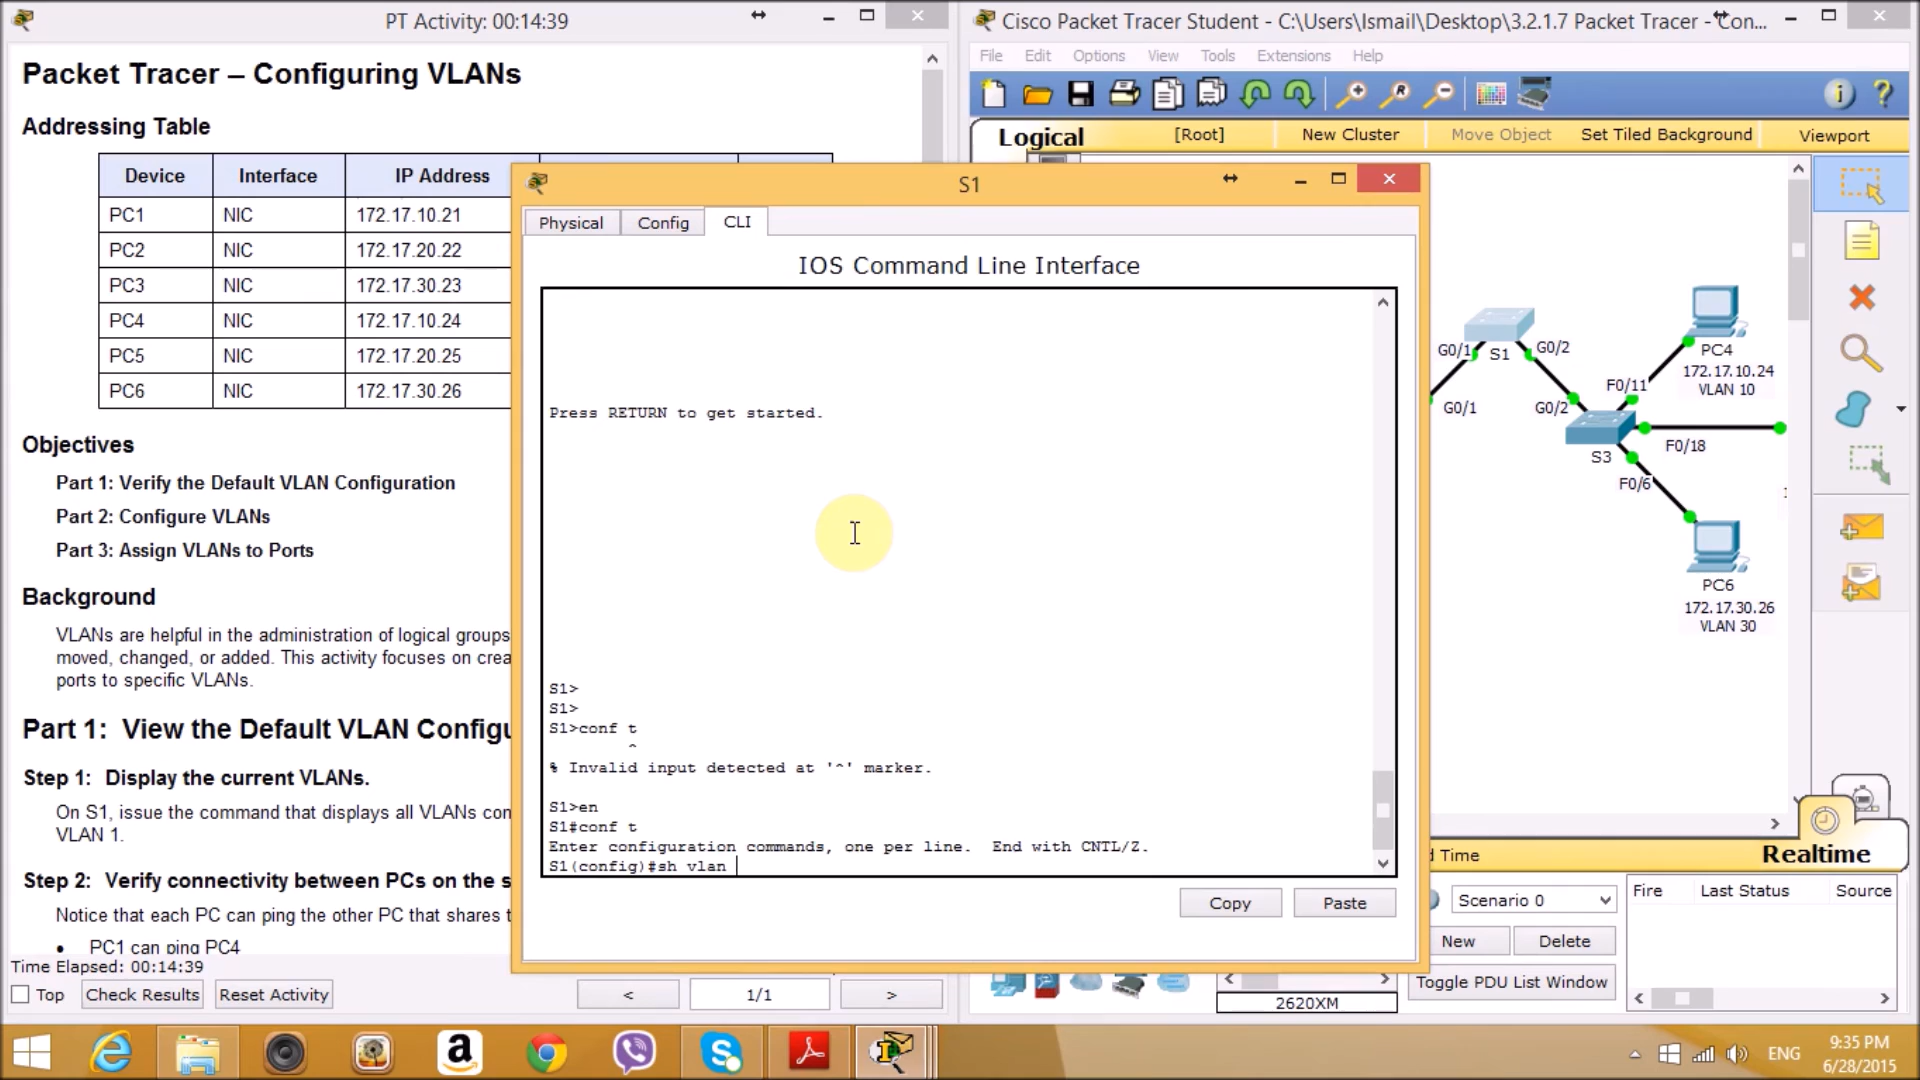 PT Activity: 00:14:39
Packet Tracer – Configuring VLANs
Addressing Table
Device Interface IP Address
PC1 NIC 172.17.10.21
PC2 NIC 172.17.20.22
PC3 NIC 172.17.30.23
PC4 NIC 172.17.10.24
PC5 NIC 172.17.20.25
PC6 NIC 172.17.30.26
Objectives
Part 1: Verify the Default VLAN Configuration
Part 2: Configure VLANs
Part 3: Assign VLANs to Ports
Background
VLANs are helpful in the administration of logical groups
moved, changed, or added. This activity focuses on crea
ports to specific VLANs.
Part 1: View the Default VLAN Configu
Step 1: Display the current VLANs.
On S1, issue the command that displays all VLANs con
VLAN 1.
Step 2: Verify connectivity between PCs on the s
Notice that each PC can ping the other PC that shares t
• PC1 can ping PC4
Time Elapsed: 00:14:39
Top Check Results Reset Activity < 1/1 >
Cisco Packet Tracer Student - C:\Users\Ismail\Desktop\3.2.1.7 Packet Tracer - Con...
File Edit Options View Tools Extensions Help
Logical [Root] New Cluster Move Object Set Tiled Background Viewport
S1
Physical Config CLI
IOS Command Line Interface
Press RETURN to get started.
S1>
S1>
S1>conf t
^
% Invalid input detected at '^' marker.
S1>en
S1#conf t
Enter configuration commands, one per line. End with CNTL/Z.
S1(config)#sh vlan
Copy Paste
G0/1 S1 G0/2
G0/1
G0/2
S3
F0/11
F0/18
F0/6
PC4
172.17.10.24
VLAN 10
PC6
172.17.30.26
VLAN 30
d Time Realtime
Scenario 0
New Delete
Toggle PDU List Window
Fire Last Status Source
2620XM
ENG
9:35 PM
6/28/2015